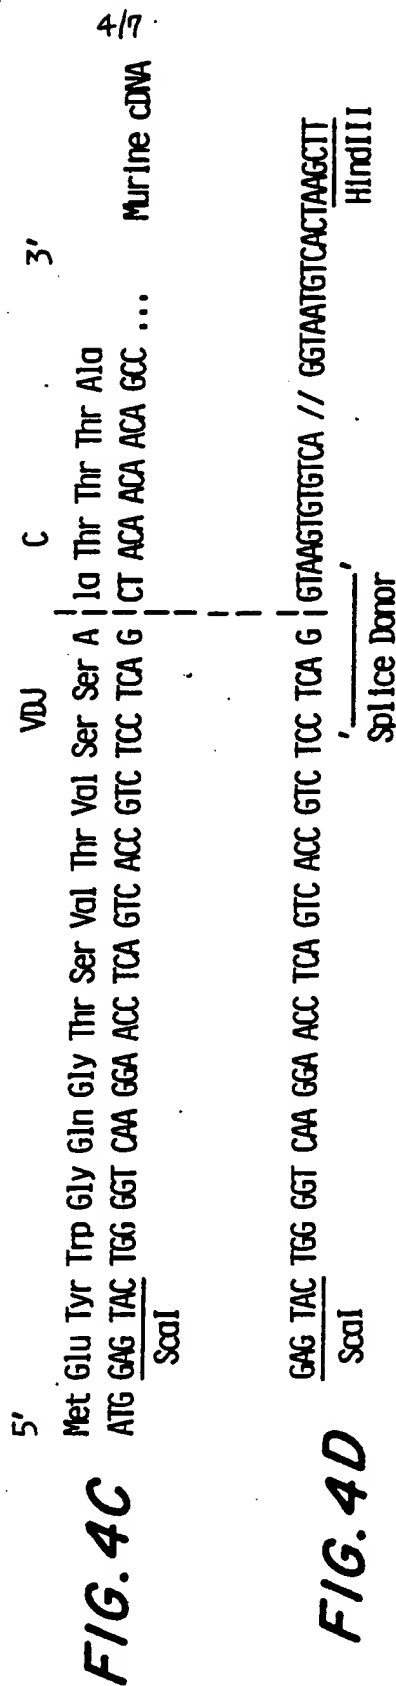 4/7
5' VDJ C 3'
Met Glu Tyr Trp Gly Gln Gly Thr Ser Val Thr Val Ser Ser A la Thr Thr Thr Ala
ATG GAG TAC TGG GGT CAA GGA ACC TCA GTC ACC GTC TCC TCA G CT ACA ACA ACA GCC ... Murine cDNA
ScaI
FIG. 4C
GAG TAC TGG GGT CAA GGA ACC TCA GTC ACC GTC TCC TCA G GTAAGTGTGTCA // GGTAATGTCACTAAGCTT
ScaI ' ' HindIII
Splice Donor
FIG. 4D